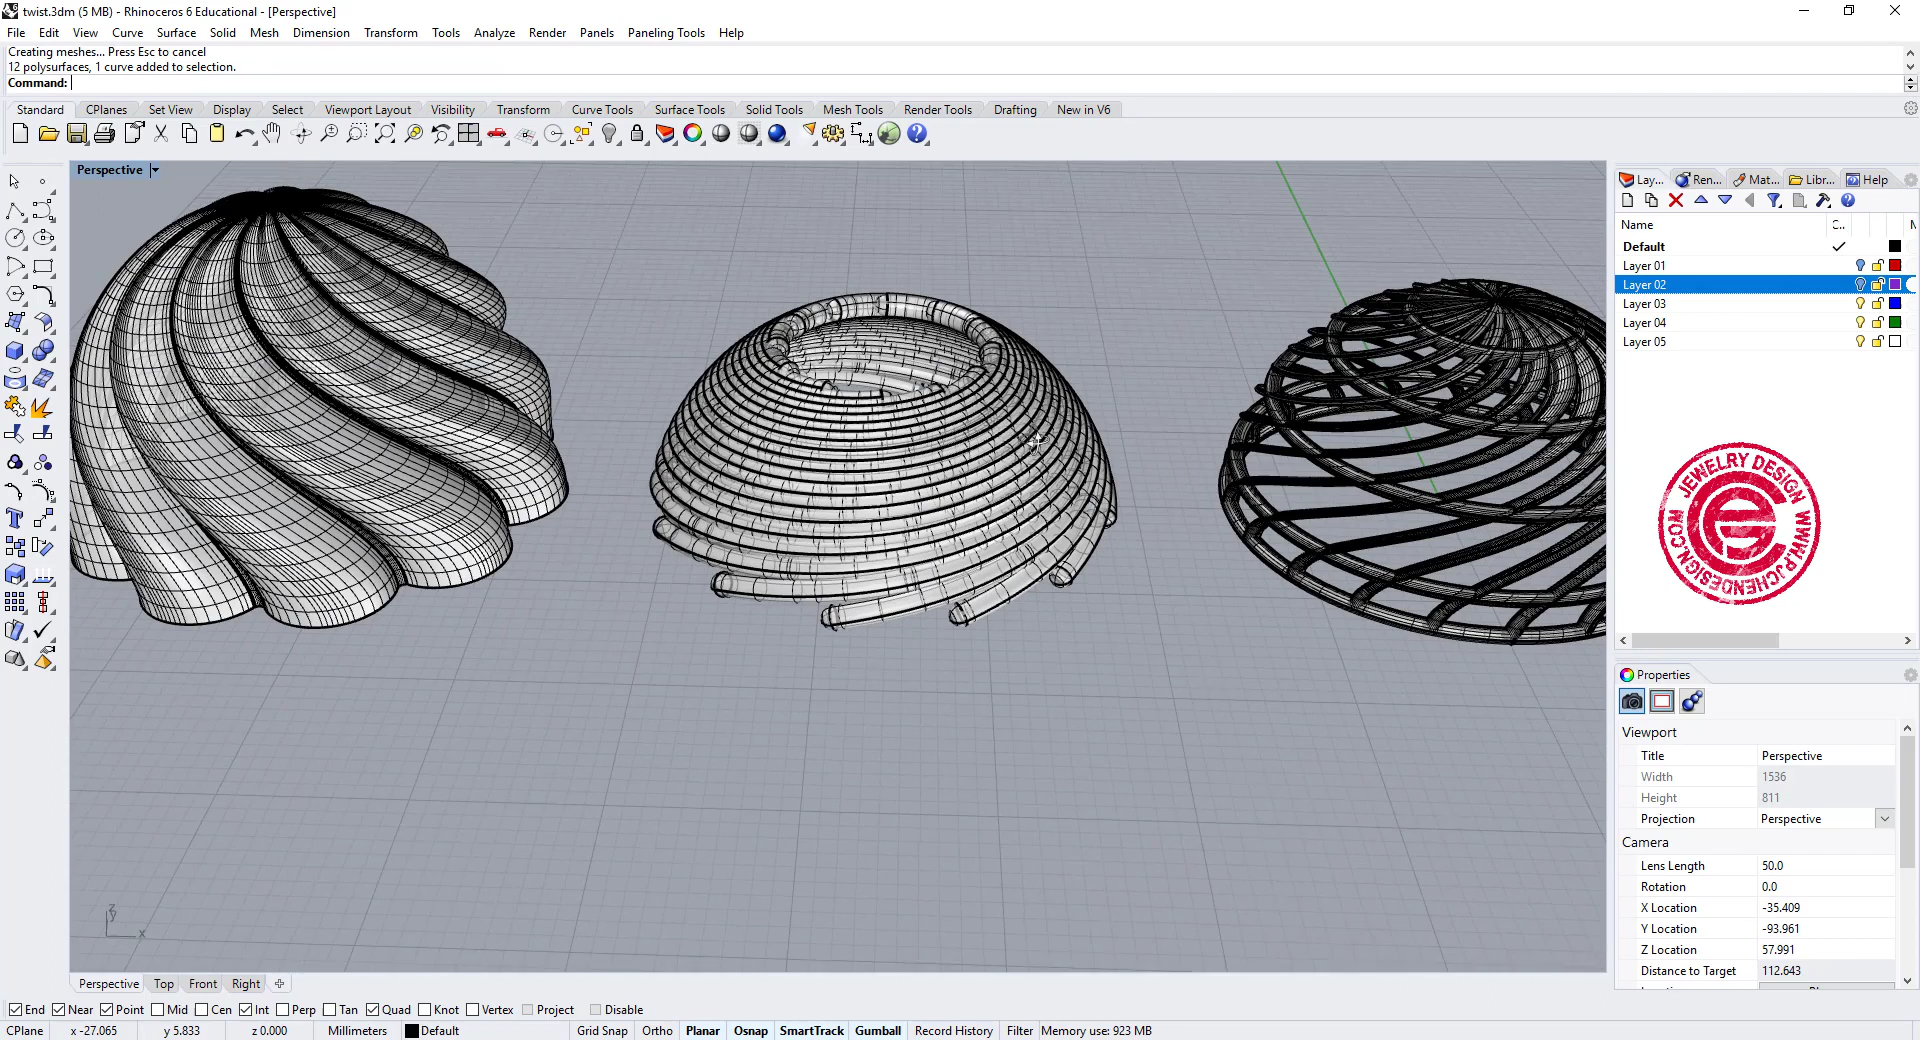 twist.3dm (5 MB) - Rhinoceros 6 Educational - [Perspective]
File Edit View Curve Surface Solid Mesh Dimension Transform Tools Analyze Render Panels Paneling Tools Help
Creating meshes... Press Esc to cancel
12 polysurfaces, 1 curve added to selection.
Command:
Standard CPlanes Set View Display Select Viewport Layout Visibility Transform Curve Tools Surface Tools Solid Tools Mesh Tools Render Tools Drafting New in V6
Perspective
Lay... Ren... Mat... Libr... Help
Name C.. M
Default
Layer 01
Layer 02
Layer 03
Layer 04
Layer 05
JEWELRY DESIGN WWW.PJCHENDESIGN.COM
Properties
Viewport
Title Perspective
Width 1536
Height 811
Projection Perspective
Camera
Lens Length 50.0
Rotation 0.0
X Location -35.409
Y Location -93.961
Z Location 57.991
Distance to Target 112.643
z
y
x
Perspective Top Front Right
End Near Point Mid Cen Int Perp Tan Quad Knot Vertex Project Disable
CPlane x -27.065 y 5.833 z 0.000 Millimeters Default Grid Snap Ortho Planar Osnap SmartTrack Gumball Record History Filter Memory use: 923 MB